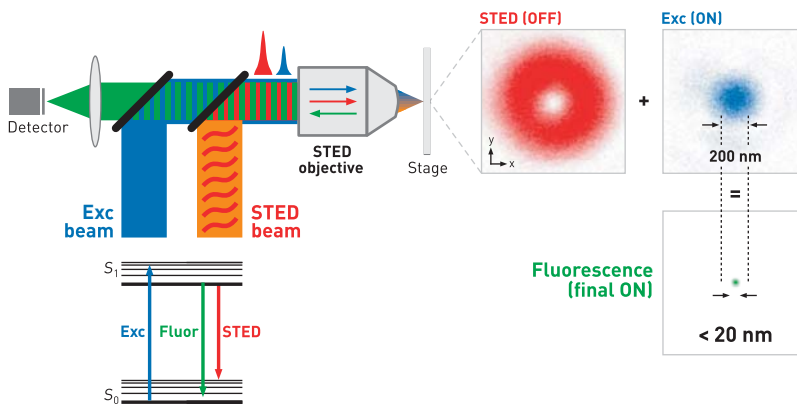 STED (OFF)
Exc (ON)
Detector
STED
objective
Stage
y
x
+
200 nm
=
Exc
beam
STED
beam
Fluorescence
(final ON)
< 20 nm
S1
Exc
Fluor
STED
S0